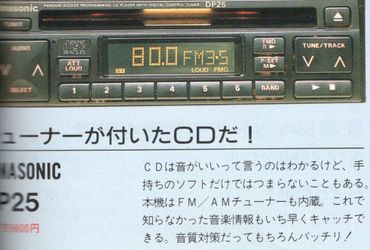 RANDOM ACCESS PROGRAMMING CD PLAYER WITH DIGITAL CONTROL TUNER DP25
TUNER
AUDIO
SELECT
ATT
LOUD
80.0 FM3-5
ST LOUD FMO
FMO
P-SET
M
BAND
TUNE/TRACK
1 2 3 4 5 6
ューナーが付いたCDだ!
NASONIC
P25
CDは音がいいって言うのはわかるけど、手
持ちのソフトだけではつまらないこともある。
本機はFM/AMチューナーも内蔵。これで
知らなかった音楽情報もいち早くキャッチで
きる。音質対策だってもちろんバッチリ!